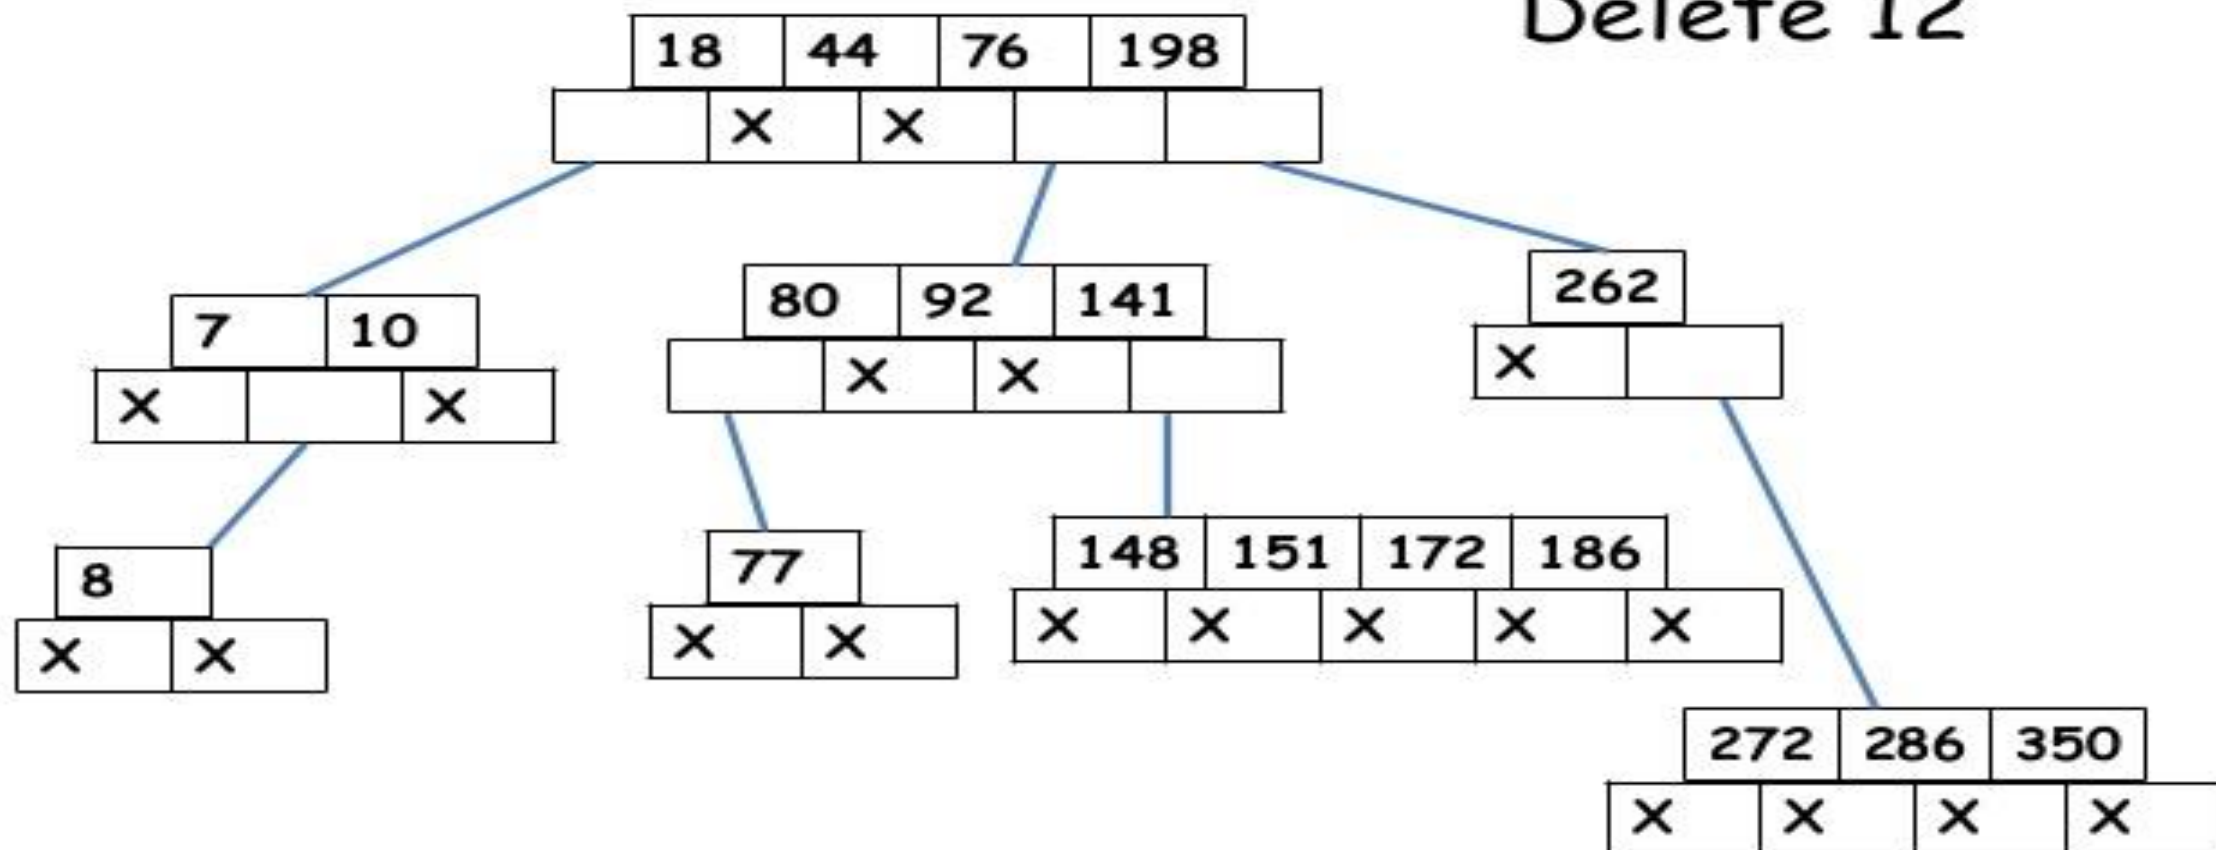 Delete 12
18 44 76 198
× ×
7 10
× ×
80 92 141
× ×
262
×
8
× ×
77
× ×
148 151 172 186
× × × × ×
272 286 350
× × × ×